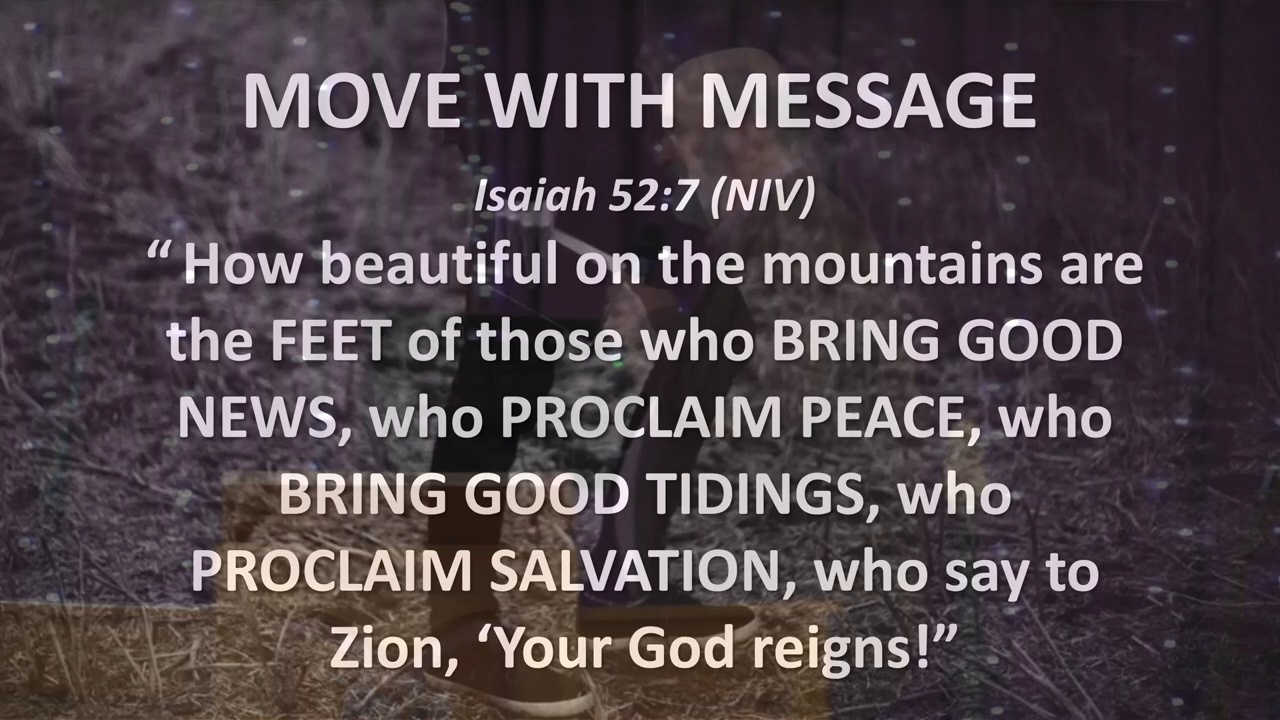 MOVE WITH MESSAGE
Isaiah 52:7 (NIV)
“ How beautiful on the mountains are
the FEET of those who BRING GOOD
NEWS, who PROCLAIM PEACE, who
BRING GOOD TIDINGS, who
PROCLAIM SALVATION, who say to
Zion, ‘Your God reigns!”